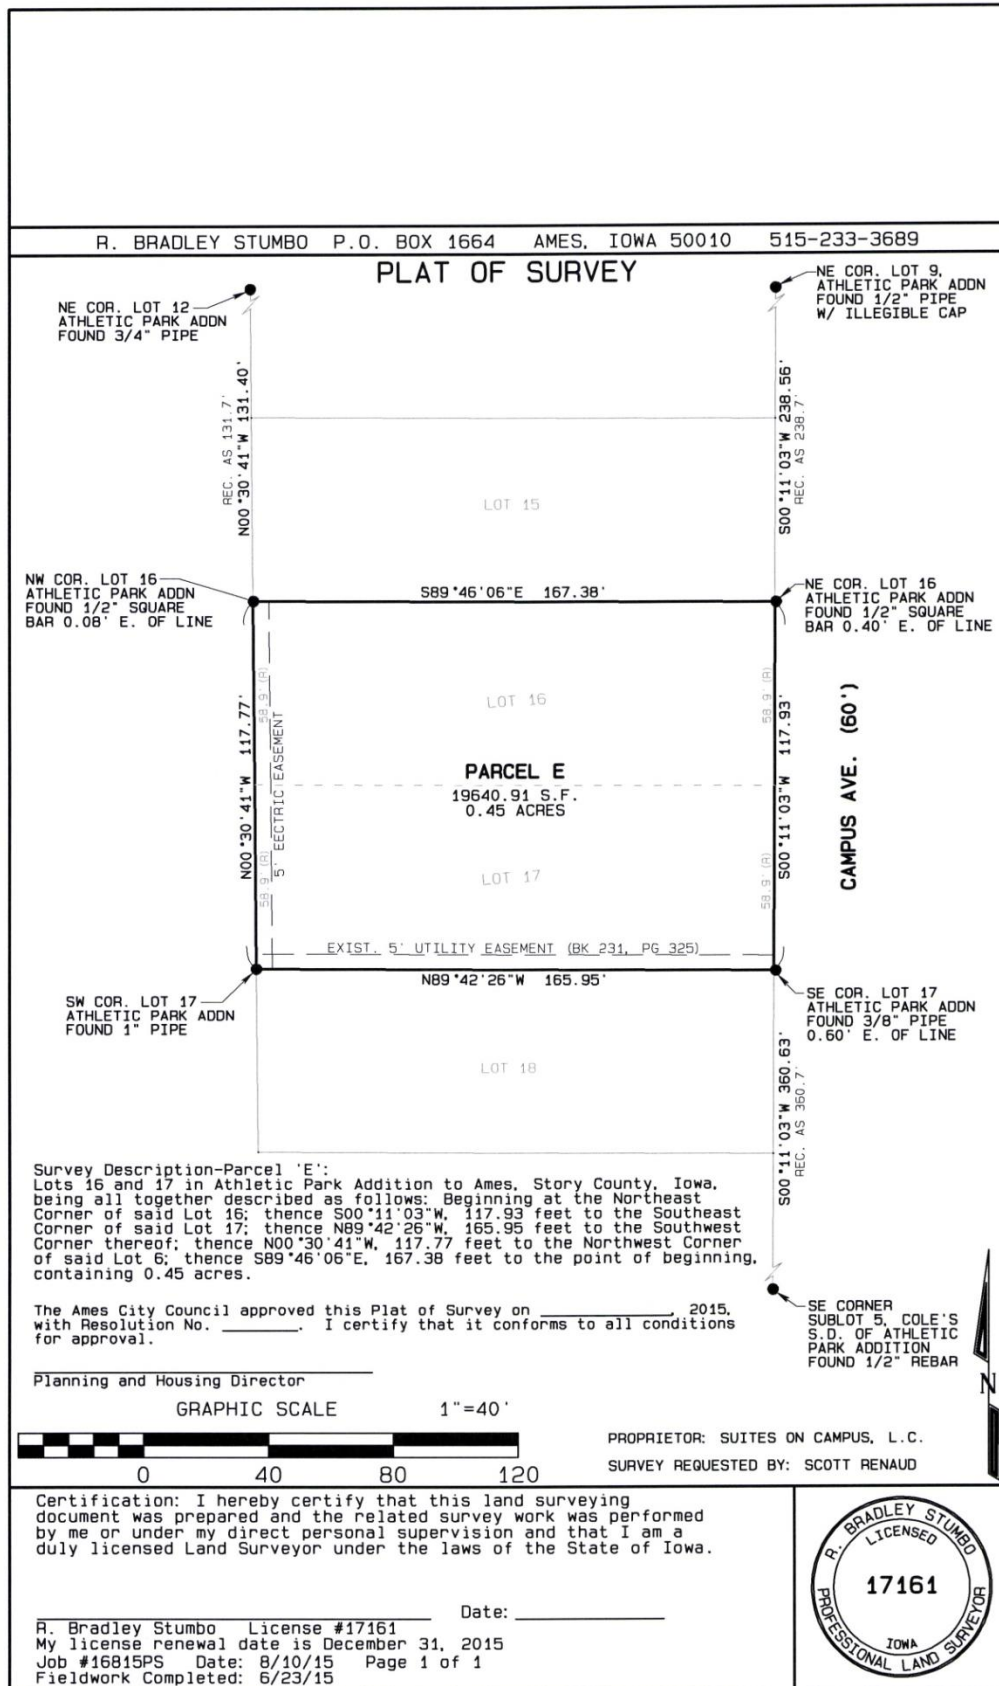 R. BRADLEY STUMBO P.O. BOX 1664 AMES, IOWA 50010 515-233-3689
PLAT OF SURVEY
NE COR. LOT 12
ATHLETIC PARK ADDN
FOUND 3/4" PIPE
NE COR. LOT 9,
ATHLETIC PARK ADDN
FOUND 1/2" PIPE
W/ ILLEGIBLE CAP
REC. AS 131.7'
N00°30'41"W 131.40'
S00°11'03"W 238.56'
REC. AS 238.7'
LOT 15
NW COR. LOT 16
ATHLETIC PARK ADDN
FOUND 1/2" SQUARE
BAR 0.08' E. OF LINE
S89°46'06"E 167.38'
NE COR. LOT 16
ATHLETIC PARK ADDN
FOUND 1/2" SQUARE
BAR 0.40' E. OF LINE
N00°30'41"W 117.77'
58.9' (R)
58.9' (R)
5' EECTRIC EASEMENT
LOT 16
PARCEL E
19640.91 S.F.
0.45 ACRES
LOT 17
58.9' (R)
58.9' (R)
S00°11'03"W 117.93'
CAMPUS AVE. (60')
EXIST. 5' UTILITY EASEMENT (BK 231, PG 325)
N89°42'26"W 165.95'
SW COR. LOT 17
ATHLETIC PARK ADDN
FOUND 1" PIPE
SE COR. LOT 17
ATHLETIC PARK ADDN
FOUND 3/8" PIPE
0.60' E. OF LINE
LOT 18
S00°11'03"W 360.63'
REC. AS 360.7'
Survey Description-Parcel 'E':
Lots 16 and 17 in Athletic Park Addition to Ames, Story County, Iowa,
being all together described as follows: Beginning at the Northeast
Corner of said Lot 16; thence S00°11'03"W, 117.93 feet to the Southeast
Corner of said Lot 17; thence N89°42'26"W, 165.95 feet to the Southwest
Corner thereof; thence N00°30'41"W, 117.77 feet to the Northwest Corner
of said Lot 6; thence S89°46'06"E, 167.38 feet to the point of beginning,
containing 0.45 acres.
SE CORNER
SUBLOT 5, COLE'S
S.D. OF ATHLETIC
PARK ADDITION
FOUND 1/2" REBAR
The Ames City Council approved this Plat of Survey on ____________, 2015,
with Resolution No. ________. I certify that it conforms to all conditions
for approval.
Planning and Housing Director
N
GRAPHIC SCALE 1"=40'
0 40 80 120
PROPRIETOR: SUITES ON CAMPUS, L.C.
SURVEY REQUESTED BY: SCOTT RENAUD
Certification: I hereby certify that this land surveying
document was prepared and the related survey work was performed
by me or under my direct personal supervision and that I am a
duly licensed Land Surveyor under the laws of the State of Iowa.
Date: ______________
R. Bradley Stumbo License #17161
My license renewal date is December 31, 2015
Job #16815PS Date: 8/10/15 Page 1 of 1
Fieldwork Completed: 6/23/15
R. BRADLEY STUMBO
LICENSED
17161
IOWA
PROFESSIONAL LAND SURVEYOR